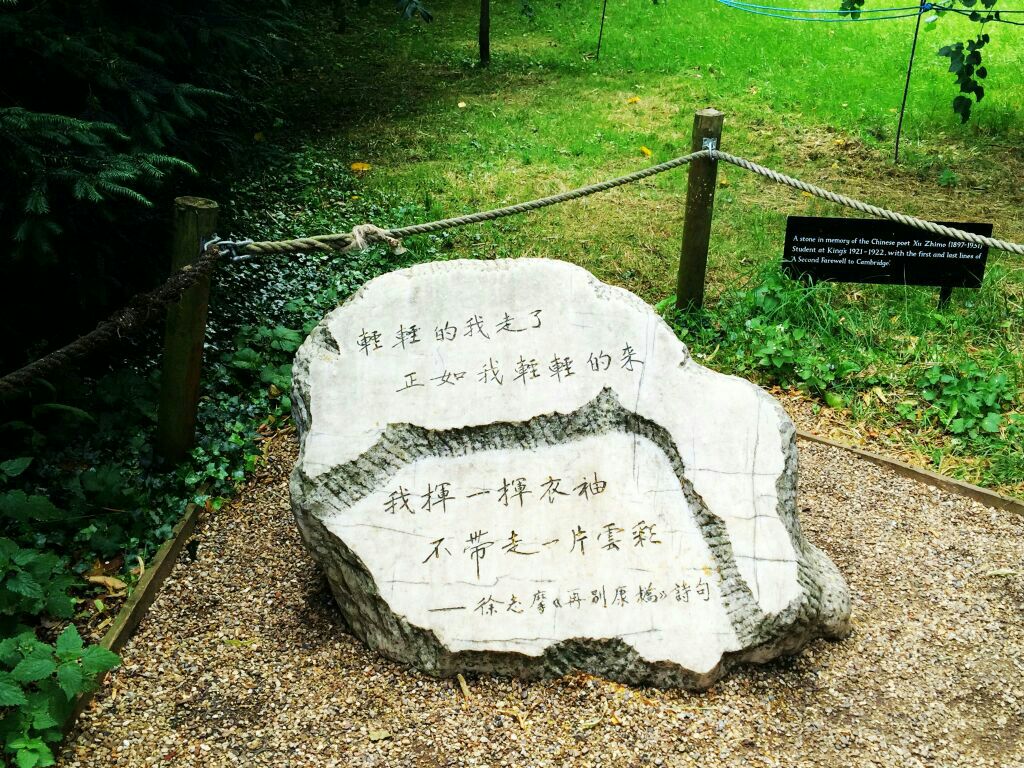 輕輕的我走了
正如我輕輕的來
我揮一揮衣袖
不帶走一片雲彩
——徐志摩《再別康橋》詩句
A stone in memory of the Chinese poet Xu Zhimo (1897-1931)
Student at King's 1921-1922, with the first and last lines of
'A Second Farewell to Cambridge'